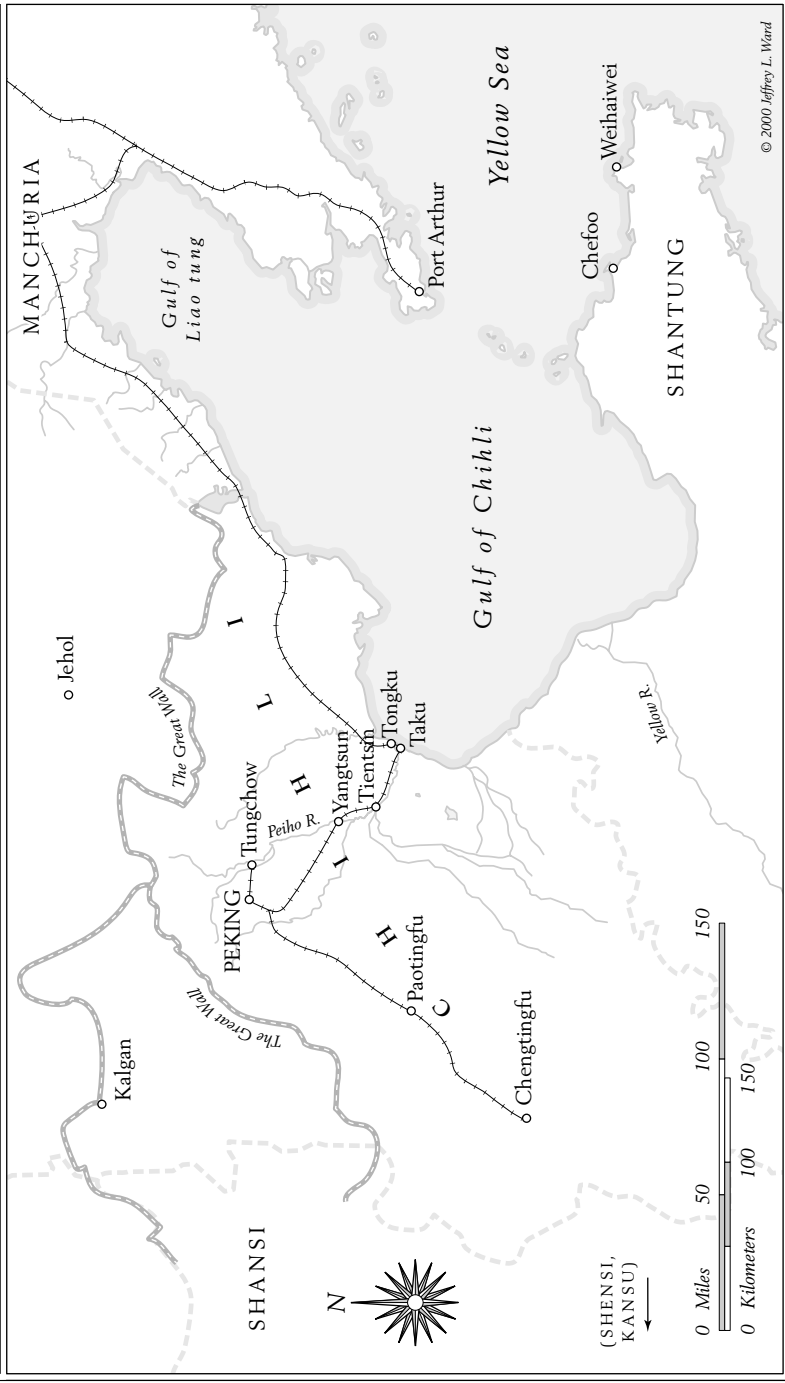 MANCHURIA
Gulf of
Liao tung
Yellow Sea
Port Arthur
Weihaiwei
Chefoo
SHANTUNG
Gulf of Chihli
Jehol
The Great Wall
CHIHLI
Tungchow
Peiho R.
Yangtsun
Tientsin
Tongku
Taku
Yellow R.
PEKING
The Great Wall
Kalgan
Paotingfu
Chengtingfu
SHANSI
N
(SHENSI,
KANSU)
0 Miles 50 100 150
0 Kilometers 100 150
© 2000 Jeffrey L. Ward